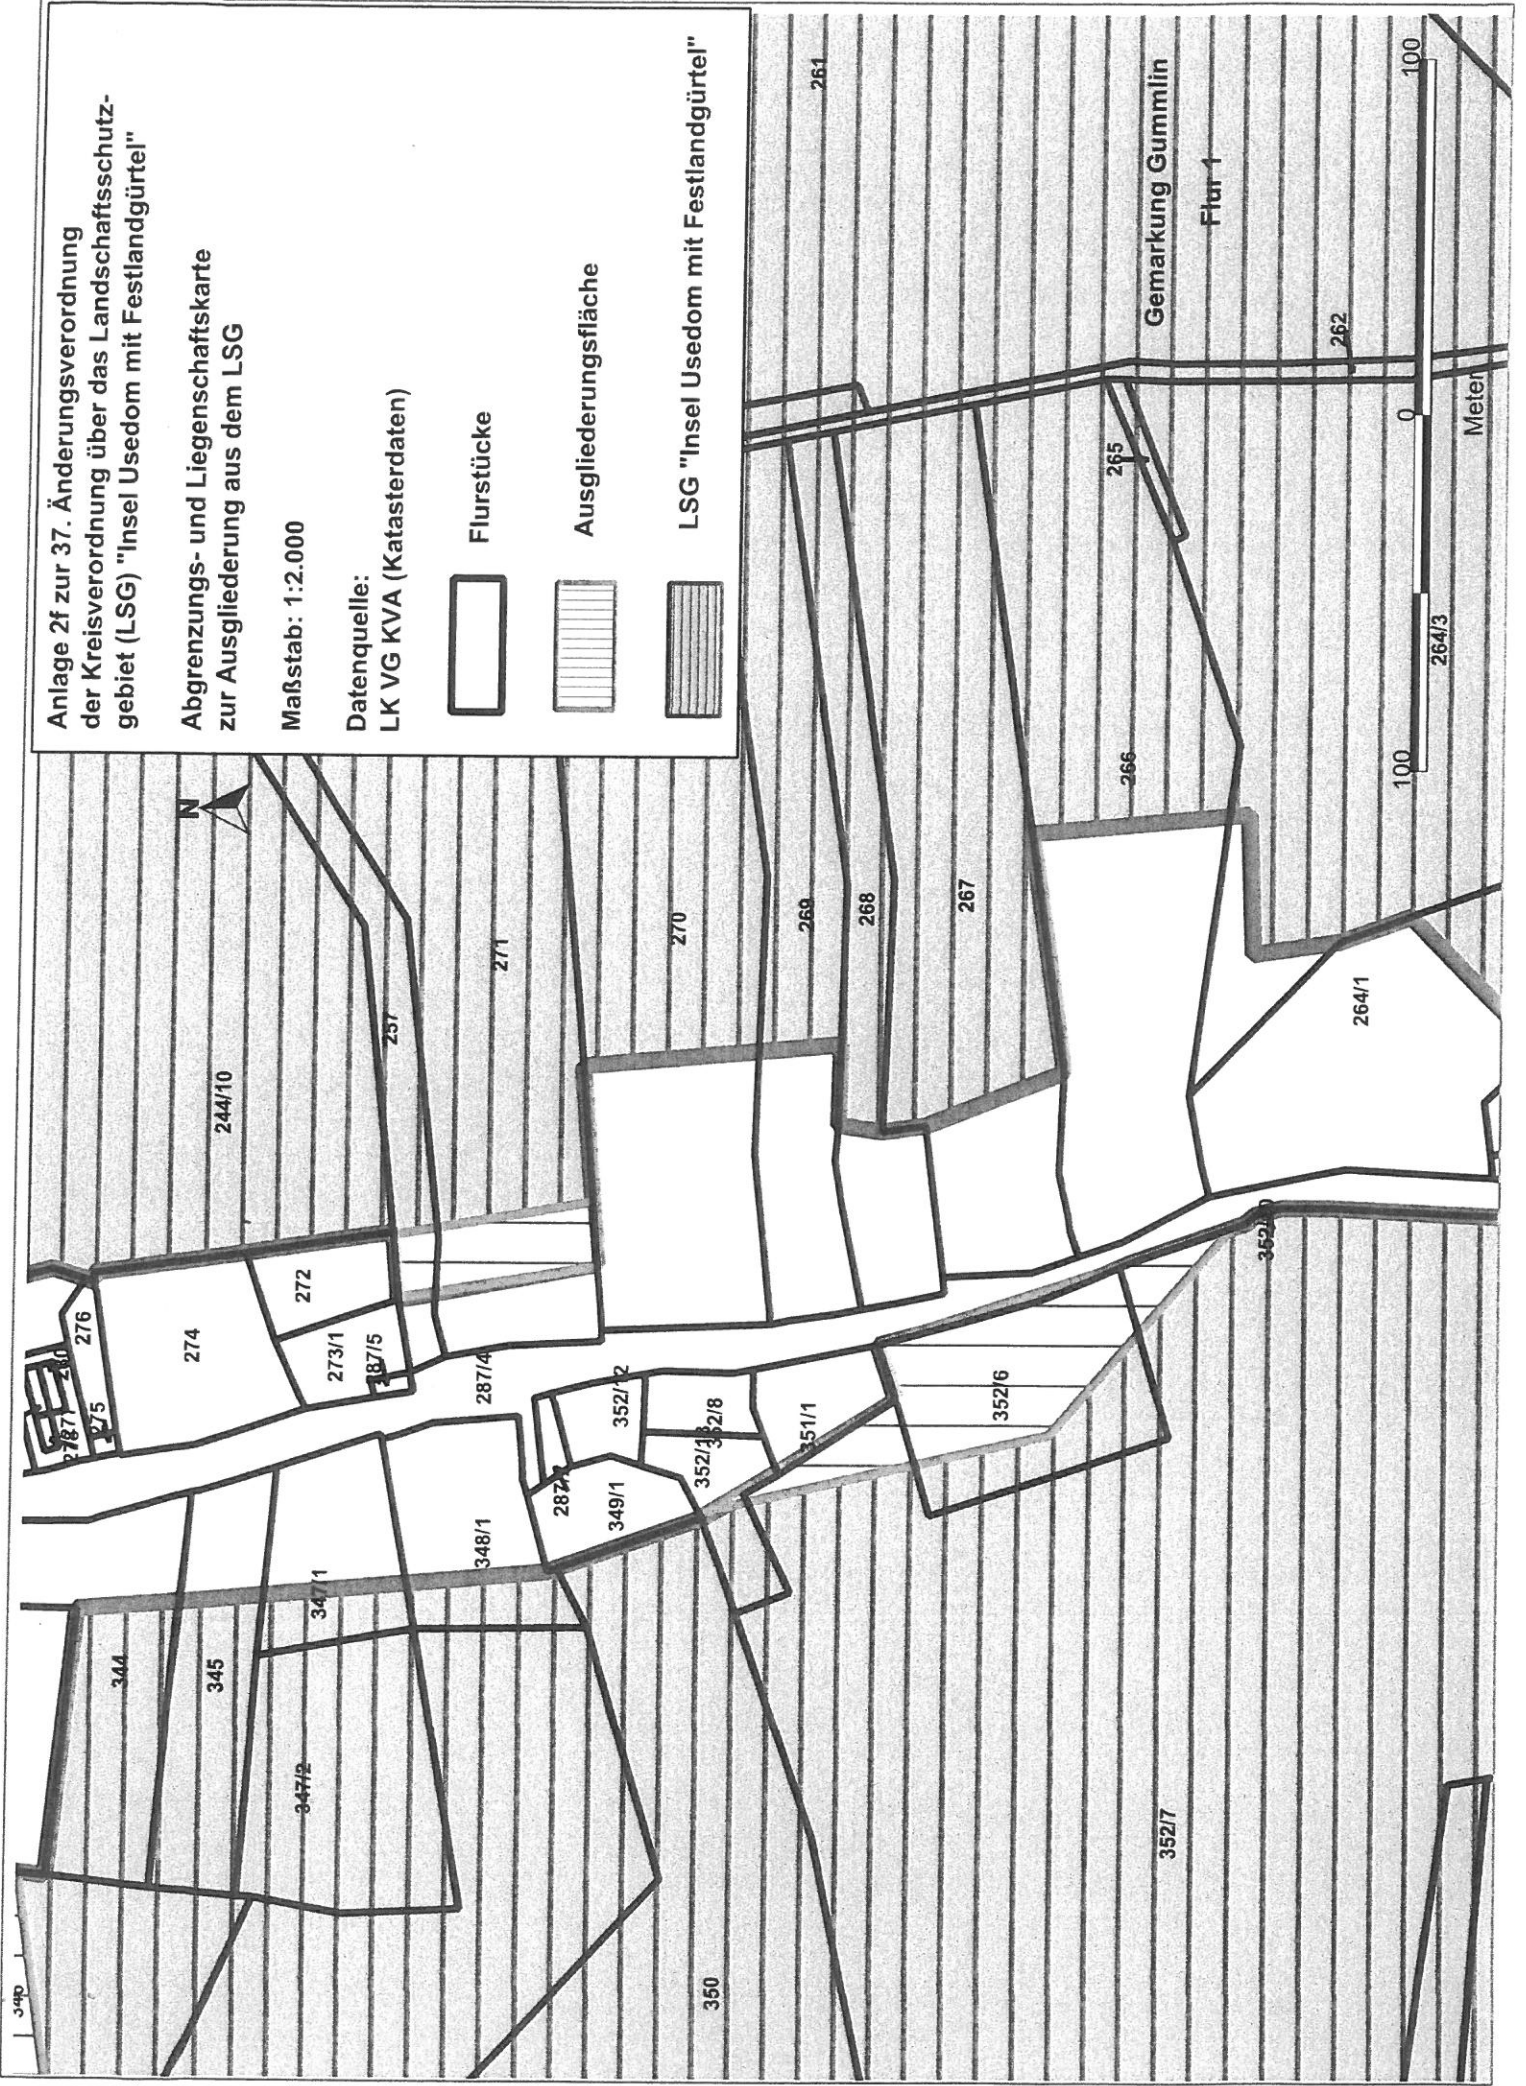 Anlage 2f zur 37. Änderungsverordnung
der Kreisverordnung über das Landschaftsschutz-
gebiet (LSG) "Insel Usedom mit Festlandgürtel"
Abgrenzungs- und Liegenschaftskarte
zur Ausgliederung aus dem LSG
Maßstab: 1:2.000
Datenquelle:
LK VG KVA (Katasterdaten)
Flurstücke
Ausgliederungsfläche
LSG "Insel Usedom mit Festlandgürtel"
N
244/10
257
271
270
269
268
267
266
265
261
262
Gemarkung Gummlin
Flur 1
264/3
264/1
276
275
274
272
273/1
287/5
287/4
352/12
352/8
351/1
352/6
349/1
348/1
347/1
347/2
344
345
350
352/7
100
0
100
Meter